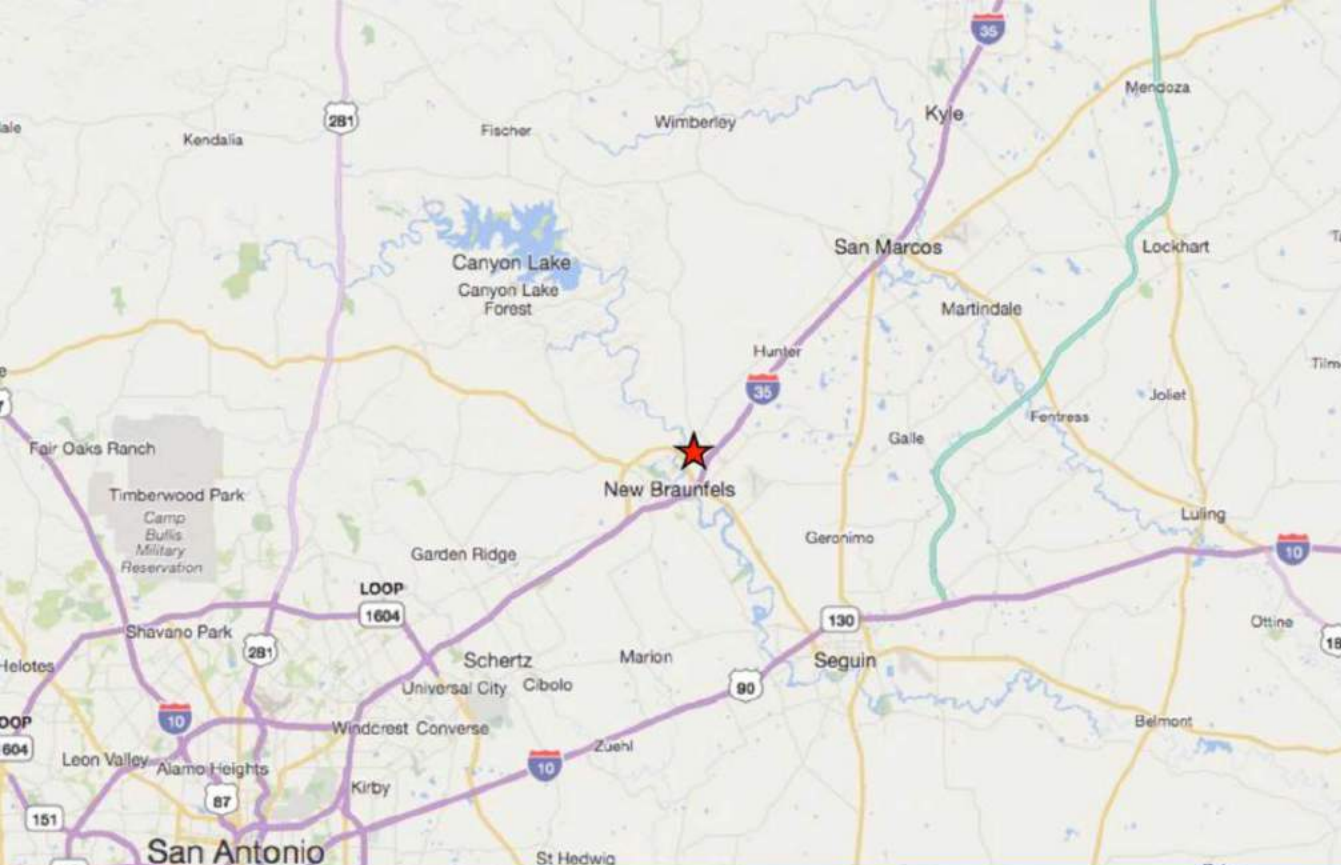 35
Mendoza
281
Kyle
Wimberley
Fischer
Kendalia
San Marcos
Lockhart
Canyon Lake
Canyon Lake
Forest
Martindale
Hunter
35
Joliet
Fentress
Galle
Fair Oaks Ranch
New Braunfels
Timberwood Park
Camp
Bullis
Military
Reservation
Luling
Geronimo
10
Garden Ridge
LOOP
1604
130
Ottine
Shavano Park
281
Schertz
Marion
Seguin
Helotes
Universal City
Cibolo
90
10
Windcrest
Converse
Belmont
604
Zuehl
Leon Valley
Alamo Heights
10
Kirby
87
151
San Antonio
St Hedwig